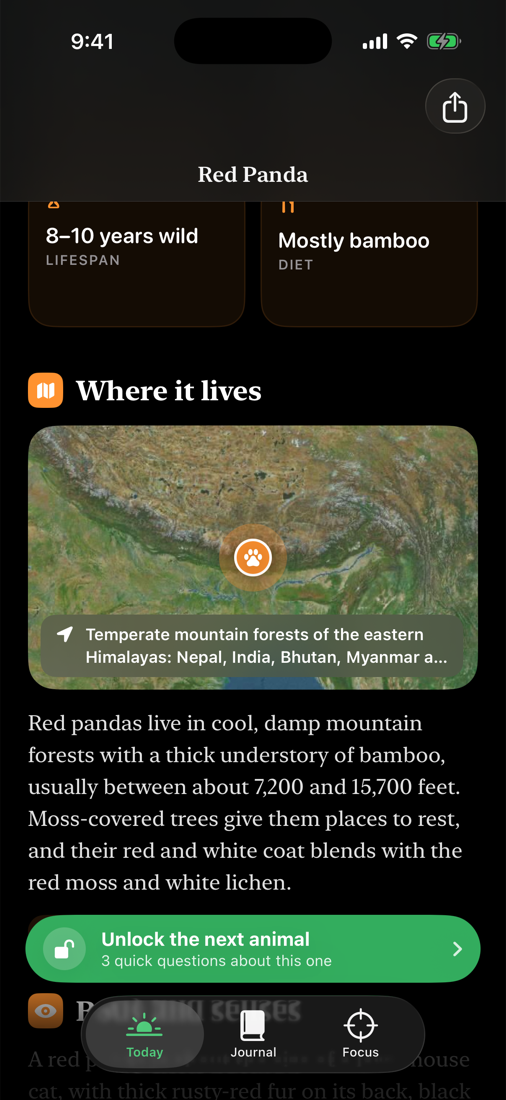 9:41
Red Panda
8–10 years wild
LIFESPAN
Mostly bamboo
DIET
Where it lives
Temperate mountain forests of the eastern
Himalayas: Nepal, India, Bhutan, Myanmar a...
Red pandas live in cool, damp mountain
forests with a thick understory of bamboo,
usually between about 7,200 and 15,700 feet.
Moss-covered trees give them places to rest,
and their red and white coat blends with the
red moss and white lichen.
Unlock the next animal
3 quick questions about this one
and senses
Today
Journal
Focus
A red
house
cat, with thick rusty-red fur on its back, black